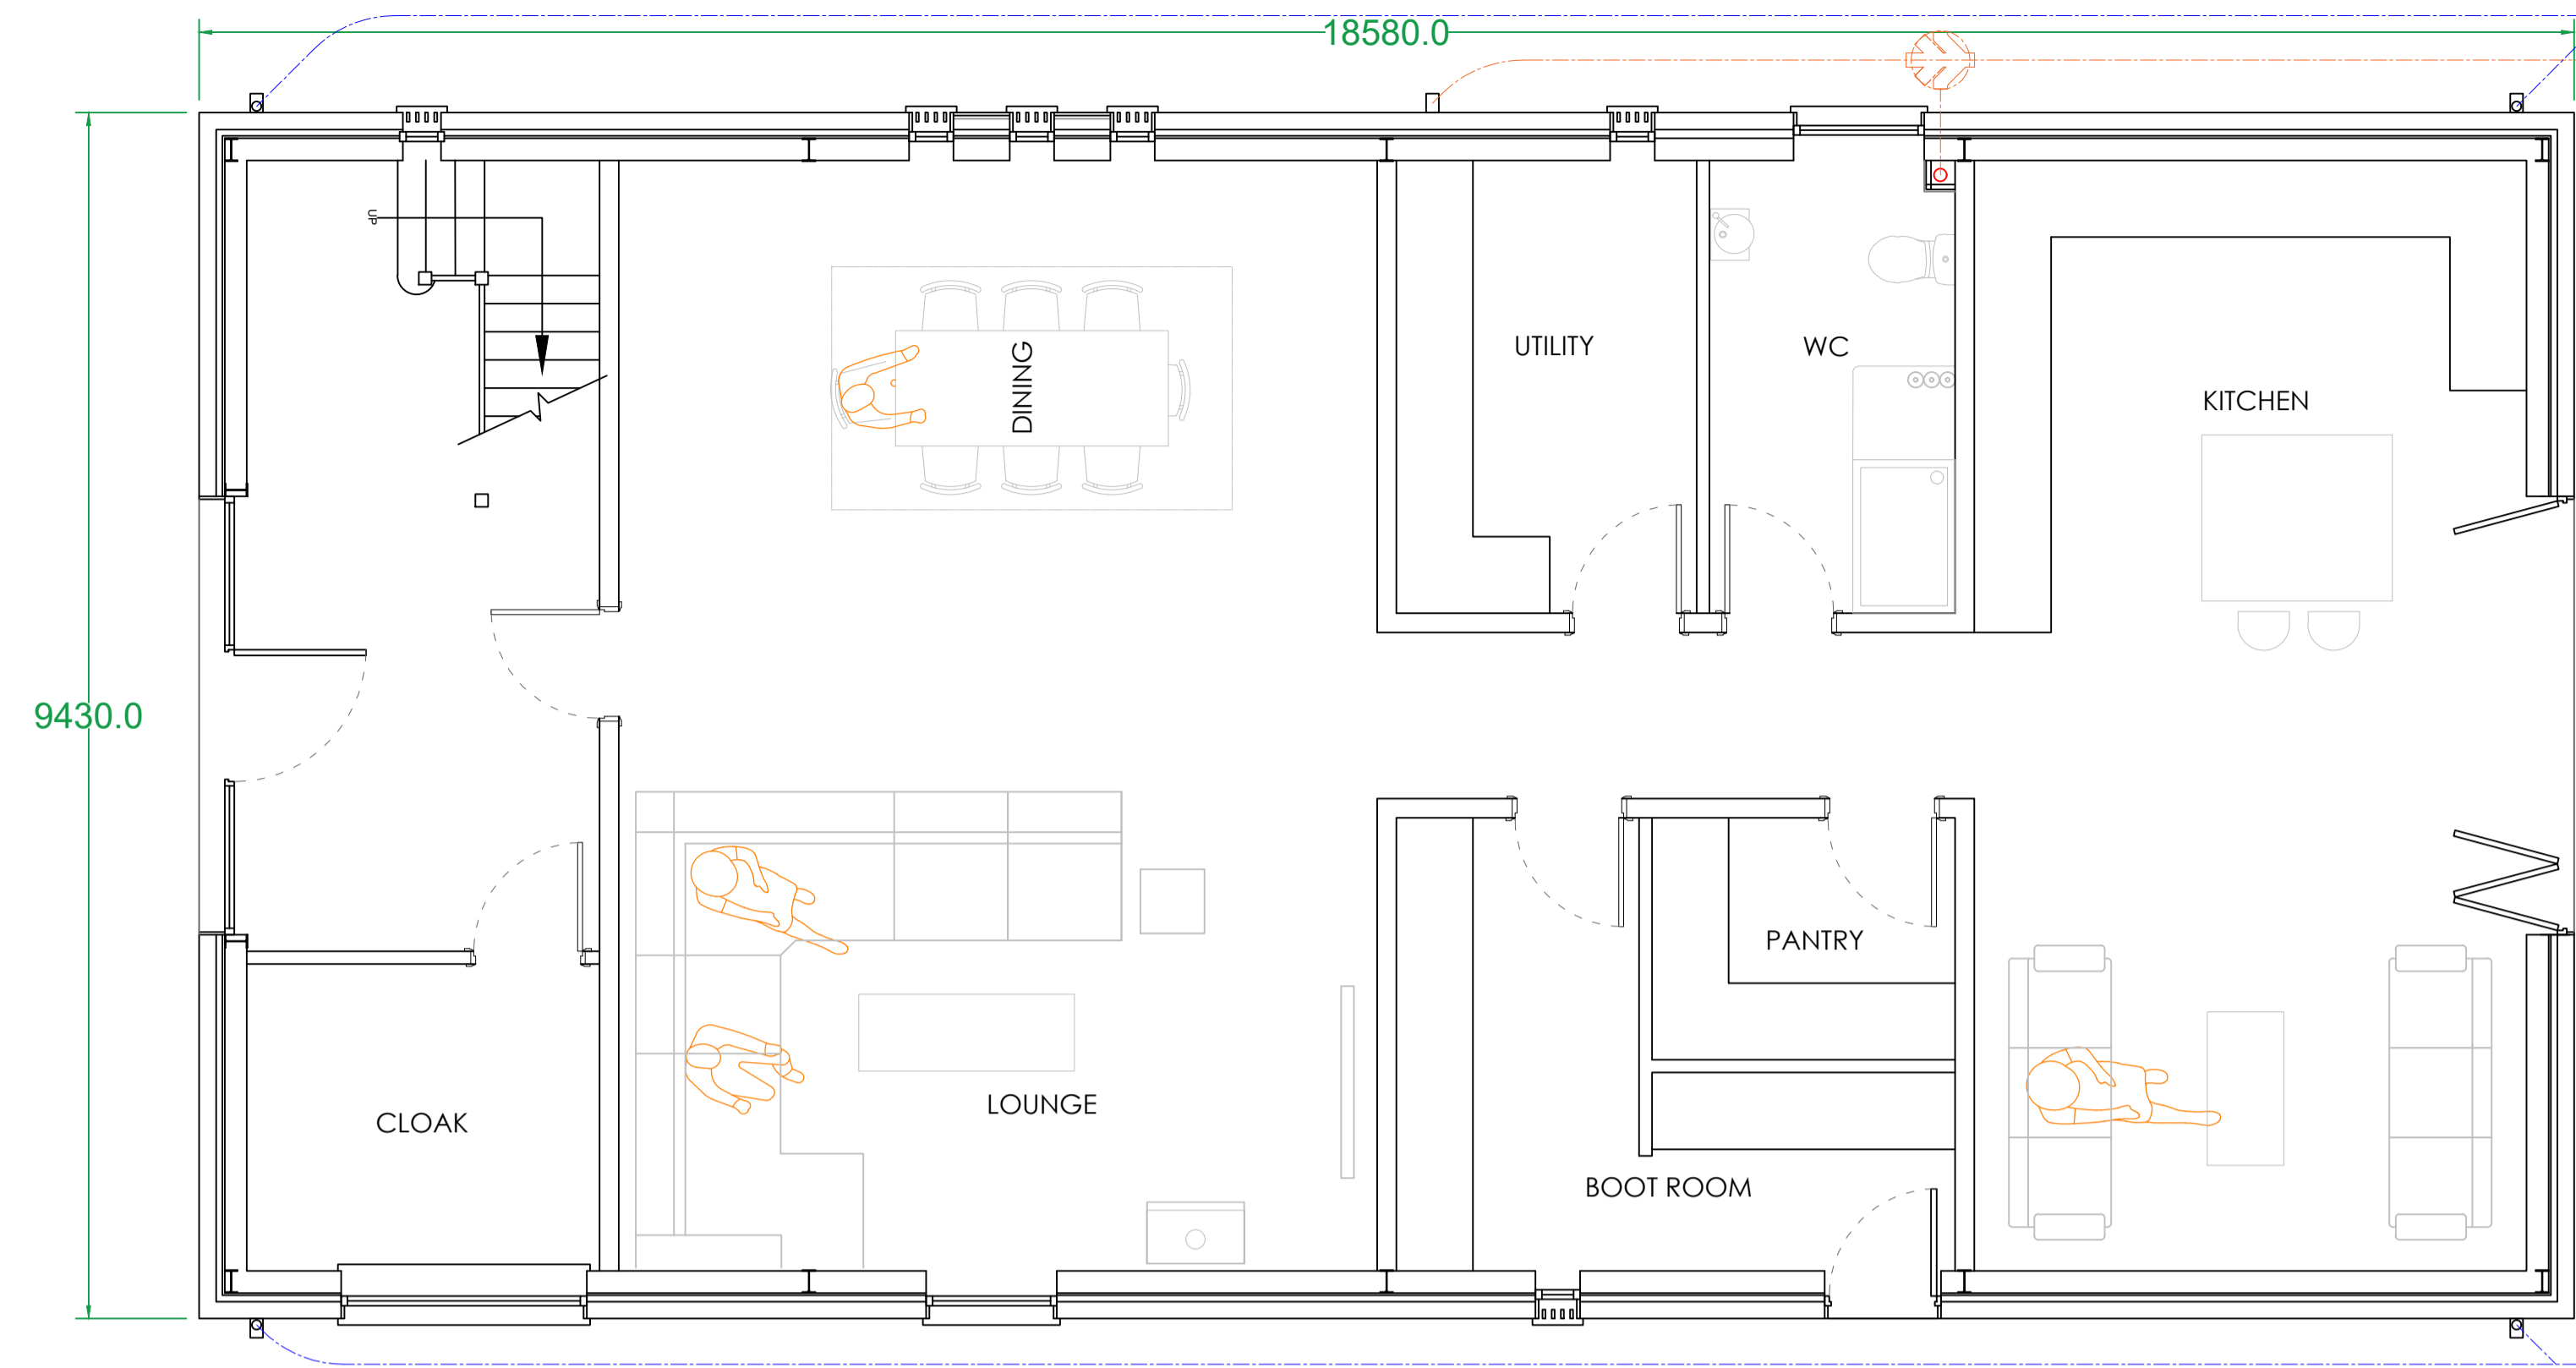 18580.0
UP
DINING
UTILITY
WC
KITCHEN
9430.0
PANTRY
LOUNGE
CLOAK
BOOT ROOM